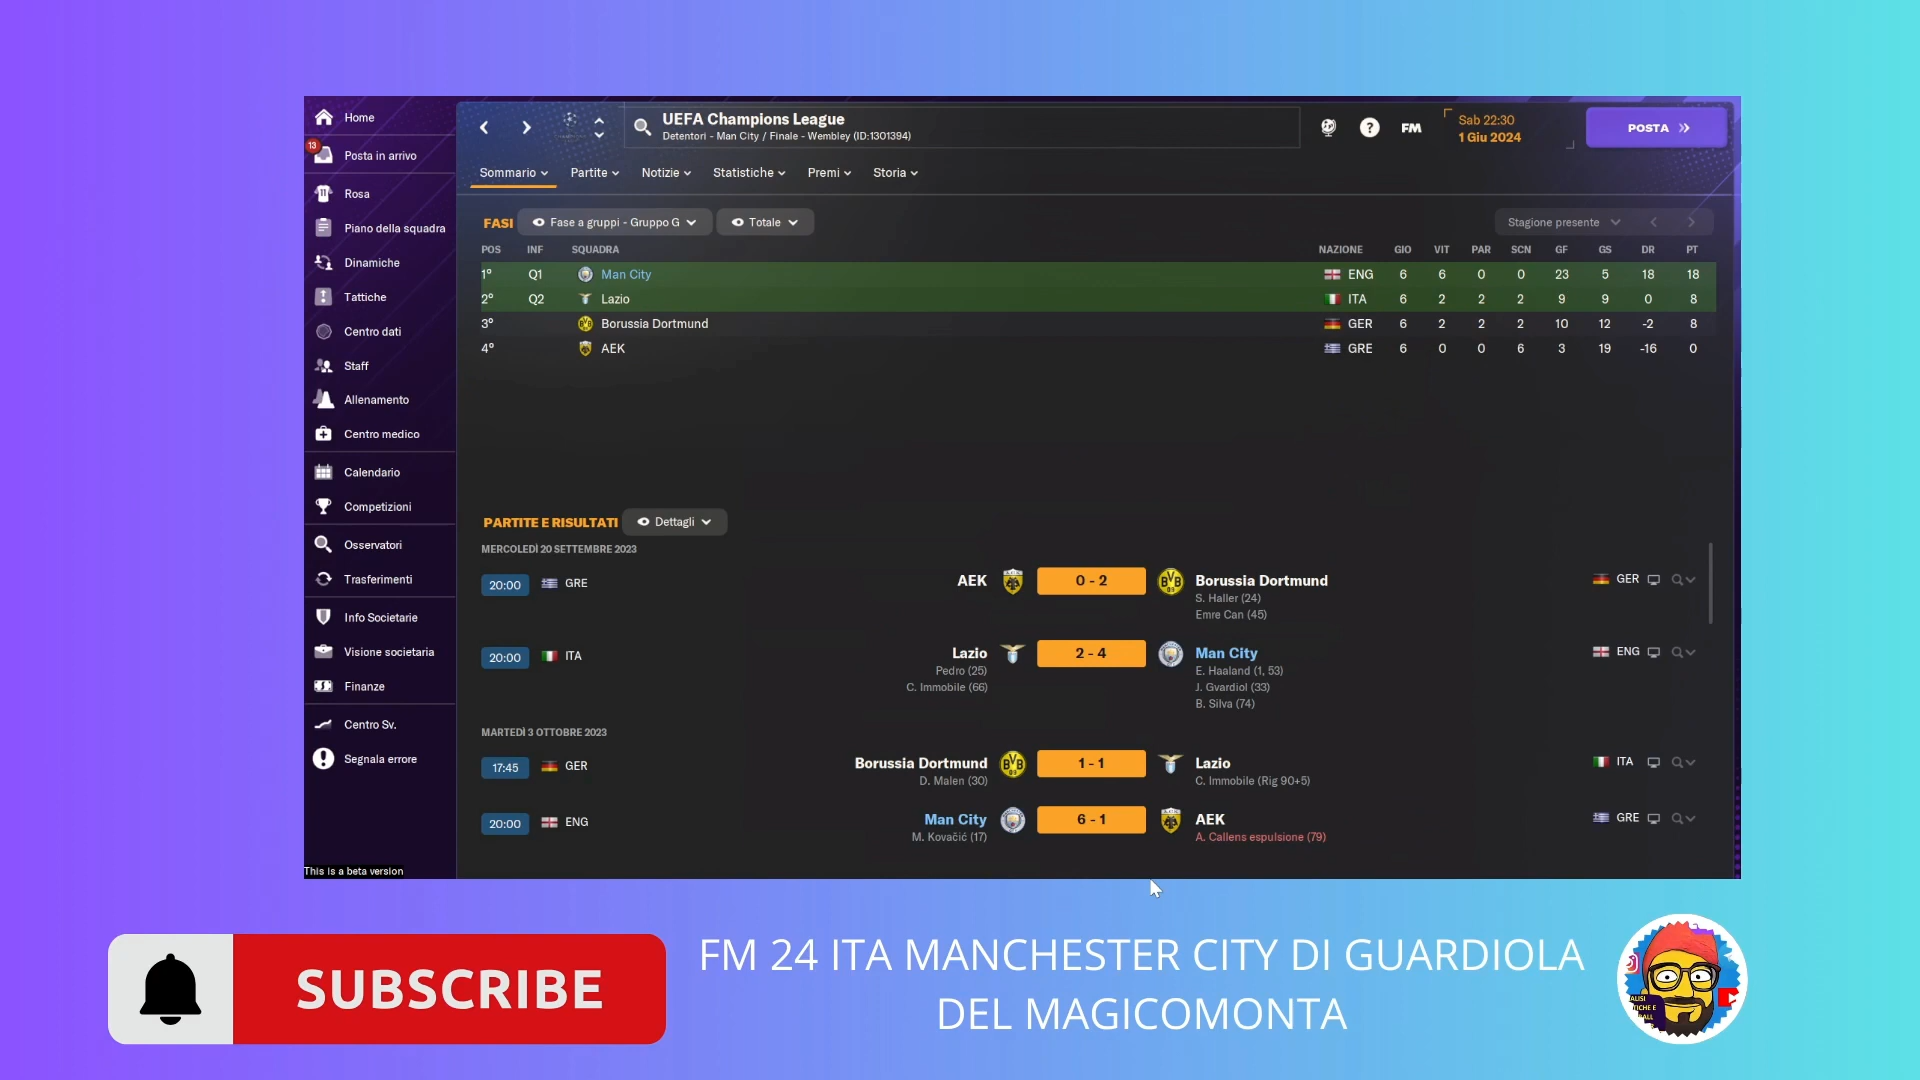 Home
13
Posta in arrivo
Rosa
Piano della squadra
Dinamiche
Tattiche
Centro dati
Staff
Allenamento
Centro medico
Calendario
Competizioni
Osservatori
Trasferimenti
Info Societarie
Visione societaria
Finanze
Centro Sv.
Segnala errore
This is a beta version
UEFA Champions League
Detentori - Man City / Finale - Wembley (ID:1301394)
? FM
Sab 22:30
1 Giu 2024
POSTA
Sommario Partite Notizie Statistiche Premi Storia
FASI Fase a gruppi - Gruppo G Totale Stagione presente
POS INF SQUADRA NAZIONE GIO VIT PAR SCN GF GS DR PT
1° Q1 Man City ENG 6 6 0 0 23 5 18 18
2° Q2 Lazio ITA 6 2 2 2 9 9 0 8
3° Borussia Dortmund GER 6 2 2 2 10 12 -2 8
4° AEK GRE 6 0 0 6 3 19 -16 0
PARTITE E RISULTATI Dettagli
MERCOLEDÌ 20 SETTEMBRE 2023
20:00 GRE AEK 0 - 2 Borussia Dortmund GER
S. Haller (24)
Emre Can (45)
20:00 ITA Lazio 2 - 4 Man City ENG
Pedro (25) E. Haaland (1, 53)
C. Immobile (66) J. Gvardiol (33)
B. Silva (74)
MARTEDÌ 3 OTTOBRE 2023
17:45 GER Borussia Dortmund 1 - 1 Lazio ITA
D. Malen (30) C. Immobile (Rig 90+5)
20:00 ENG Man City 6 - 1 AEK GRE
M. Kovačić (17) A. Callens espulsione (79)
SUBSCRIBE
FM 24 ITA MANCHESTER CITY DI GUARDIOLA
DEL MAGICOMONTA